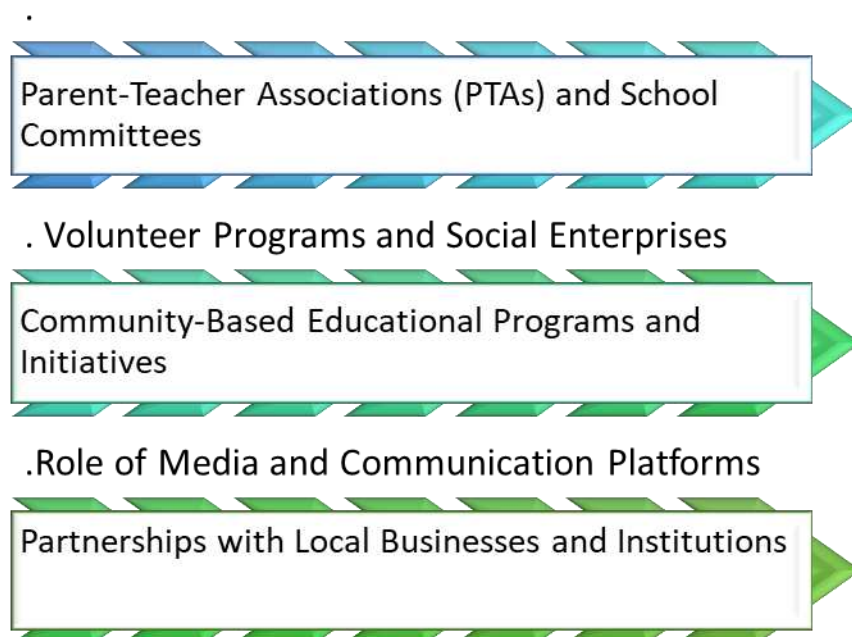 .
Parent-Teacher Associations (PTAs) and School
Committees
. Volunteer Programs and Social Enterprises
Community-Based Educational Programs and
Initiatives
.Role of Media and Communication Platforms
Partnerships with Local Businesses and Institutions